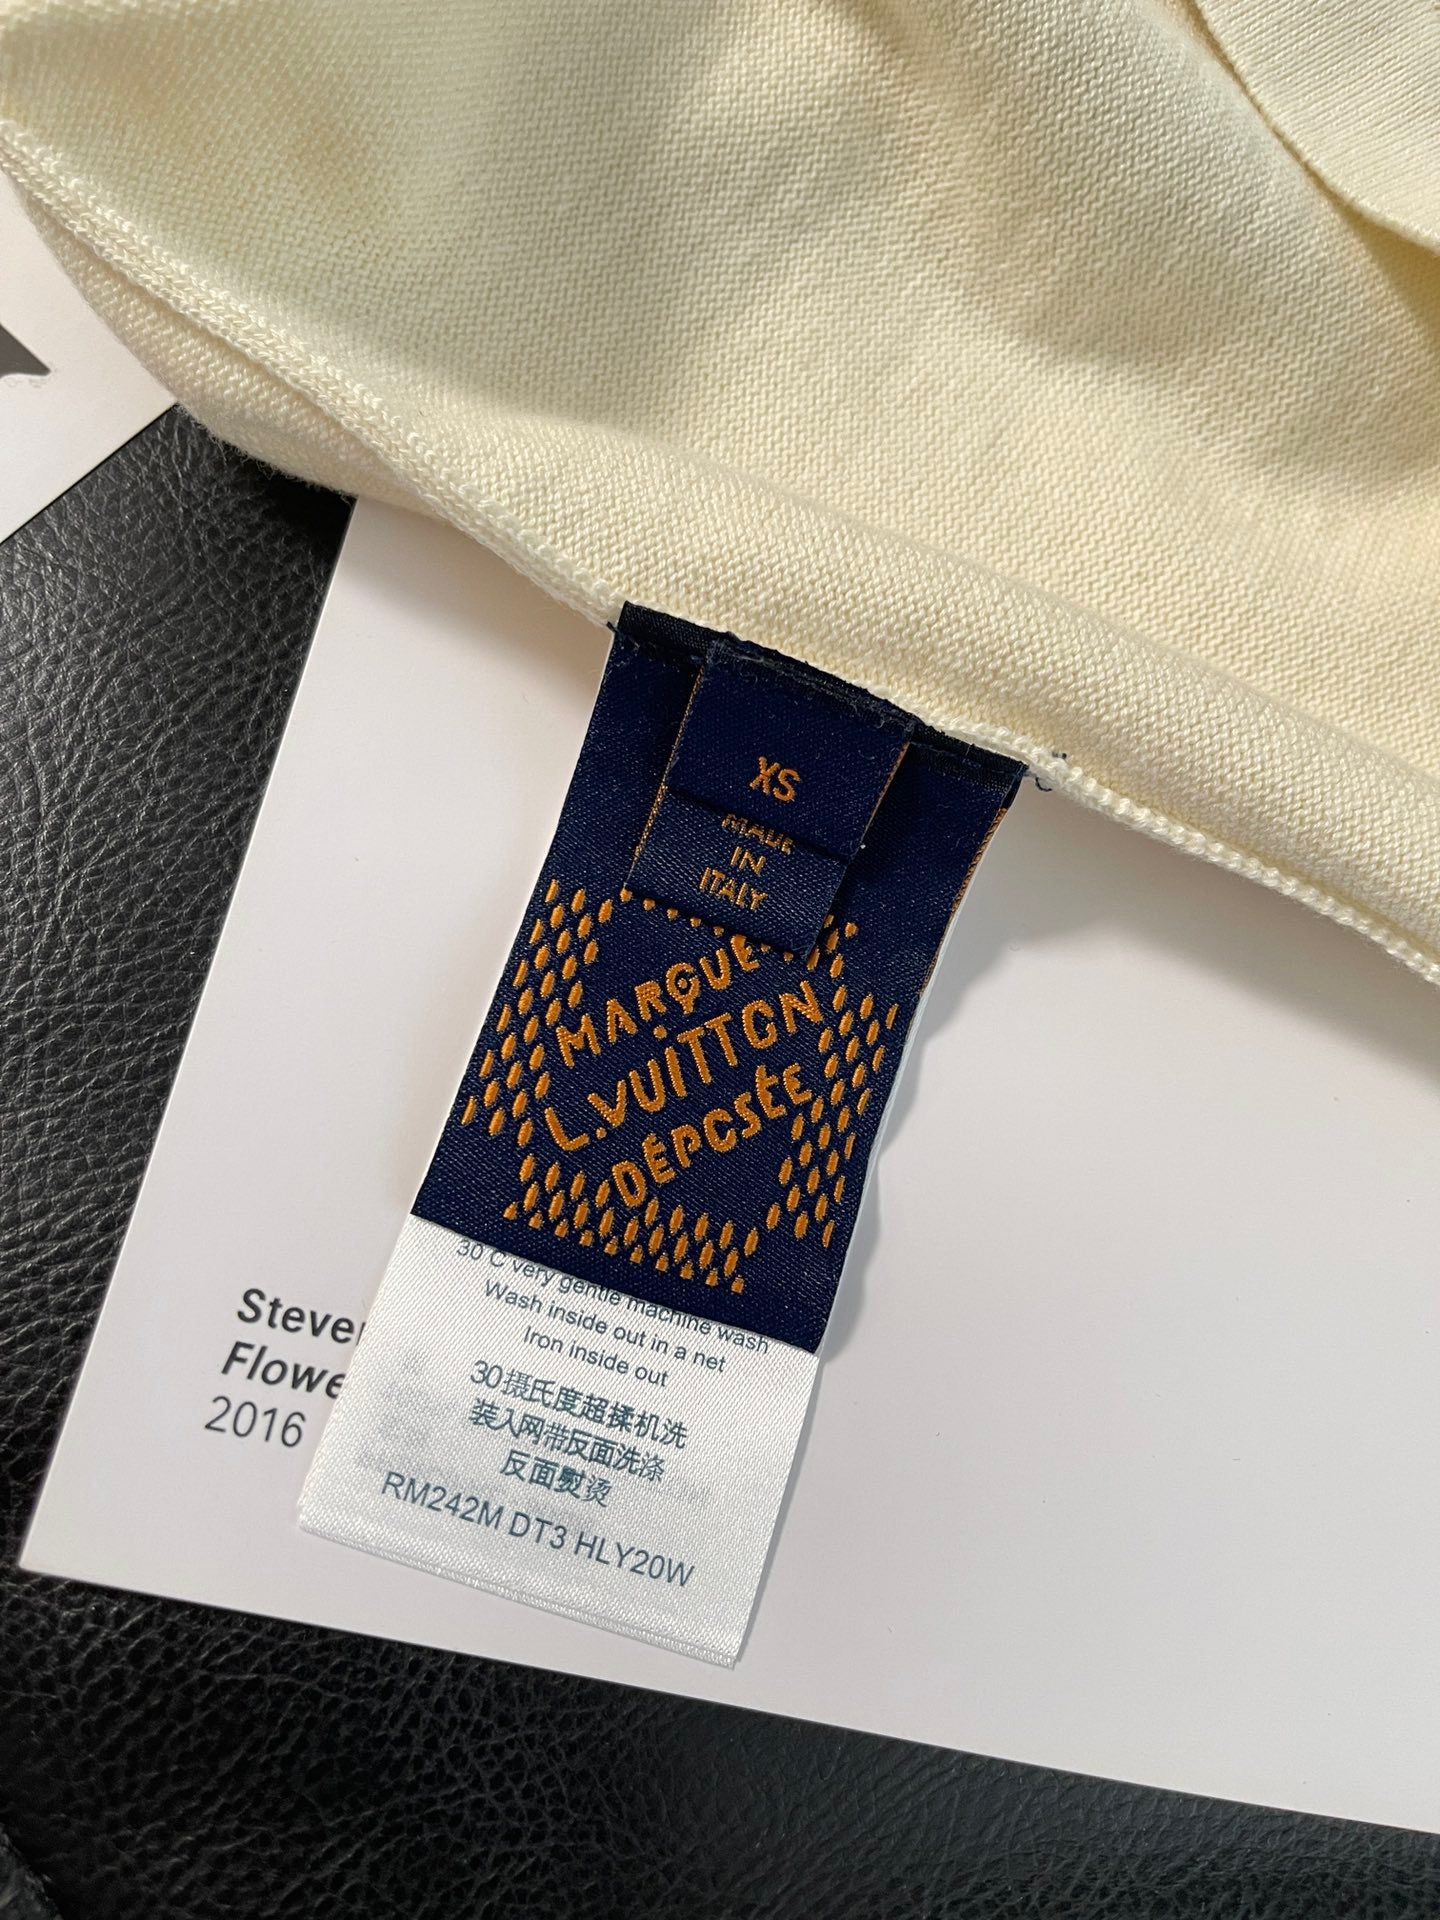 XS
MADE
IN
ITALY
MARQUE
L.VUITTON
DÉPOSÉE
30°C very gentle machine wash
Wash inside out in a net
Iron inside out
30摄氏度超揉机洗
装入网带反面洗涤
反面熨烫
RM242M DT3 HLY20W
Steve
Flowe
2016